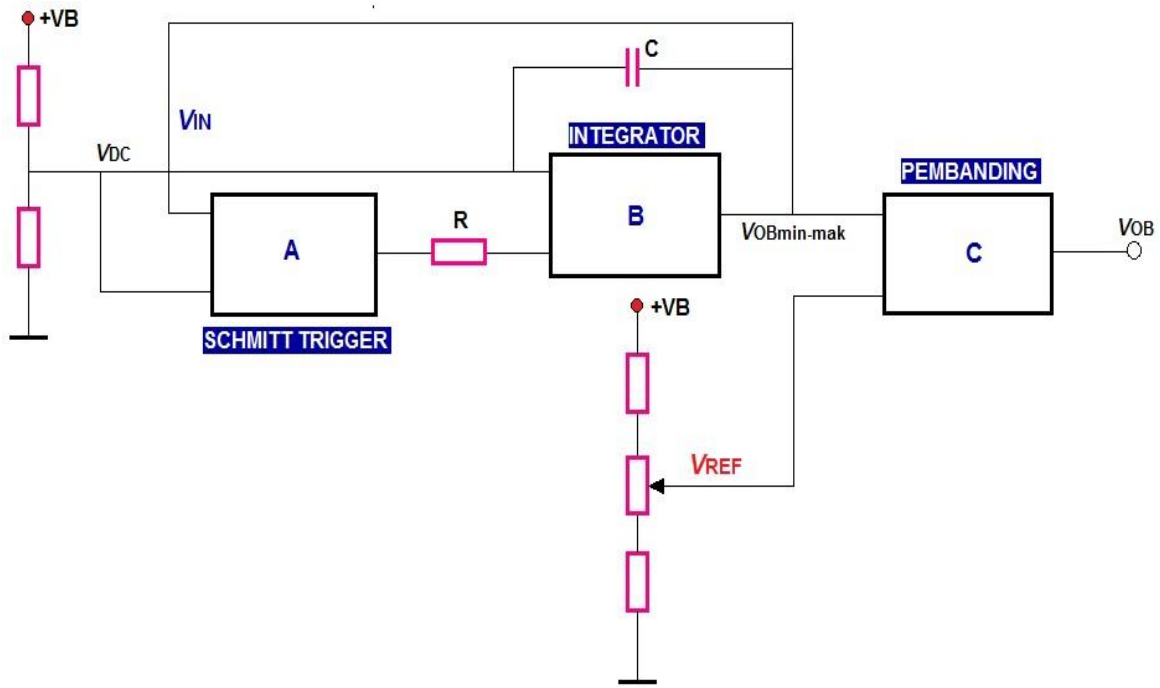 +VB
C
VIN
INTEGRATOR
VDC
PEMBANDING
A
R
B
VOBmin-mak
C
VOB
+VB
SCHMITT TRIGGER
VREF